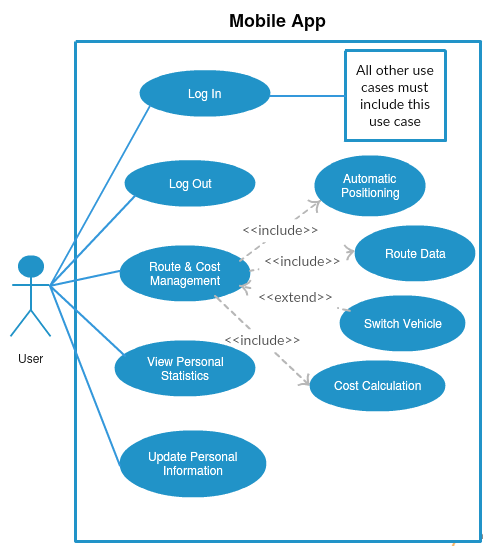 Mobile App
Log In
All other use
cases must
include this
use case
Log Out
Automatic
Positioning
<<include>>
Route & Cost
Management
<<include>>
Route Data
<<extend>>
Switch Vehicle
<<include>>
User
View Personal
Statistics
Cost Calculation
Update Personal
Information